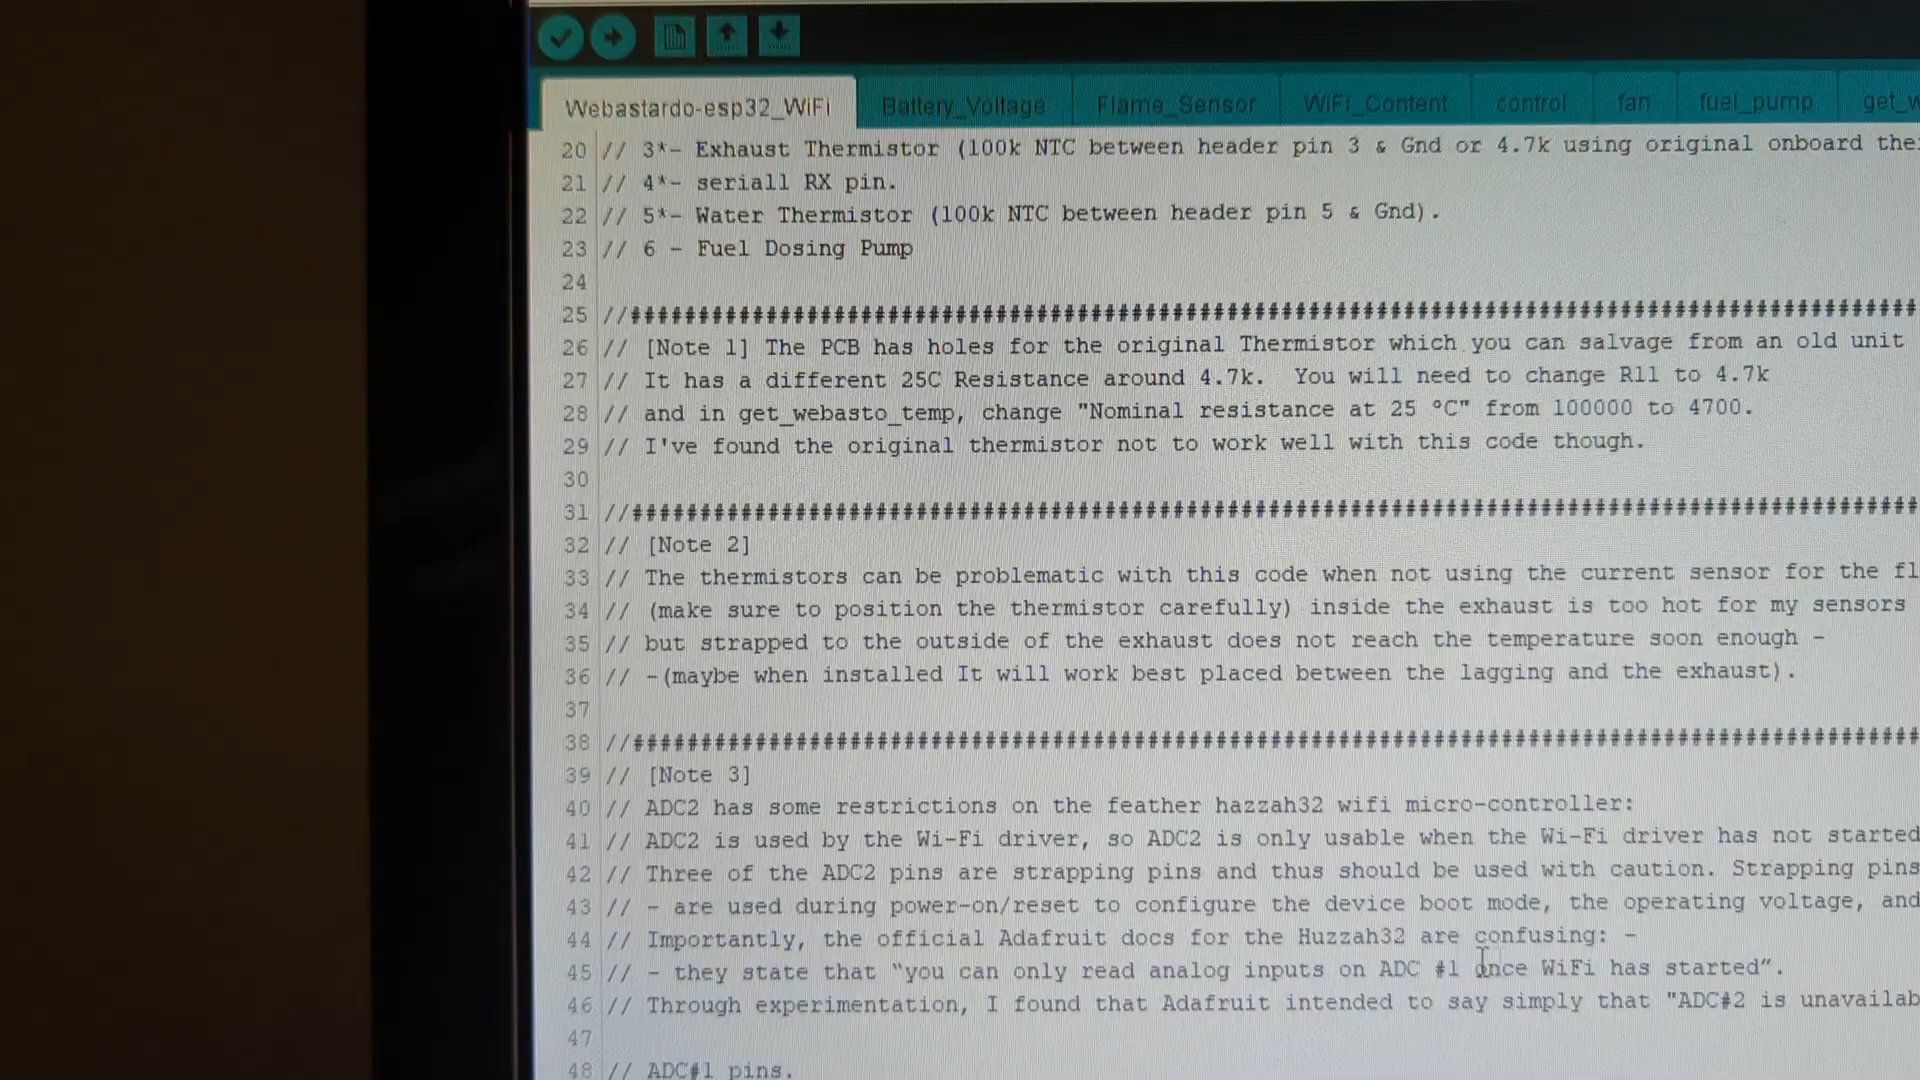 Webastardo-esp32_WiFi Battery_Voltage Flame_Sensor WiFi_Content control fan fuel_pump get_w
20 // 3*- Exhaust Thermistor (100k NTC between header pin 3 & Gnd or 4.7k using original onboard the
21 // 4*- seriall RX pin.
22 // 5*- Water Thermistor (100k NTC between header pin 5 & Gnd).
23 // 6 - Fuel Dosing Pump
24
25 //################################################################################################
26 // [Note 1] The PCB has holes for the original Thermistor which you can salvage from an old unit
27 // It has a different 25C Resistance around 4.7k. You will need to change R11 to 4.7k
28 // and in get_webasto_temp, change "Nominal resistance at 25 ºC" from 100000 to 4700.
29 // I've found the original thermistor not to work well with this code though.
30
31 //################################################################################################
32 // [Note 2]
33 // The thermistors can be problematic with this code when not using the current sensor for the fl
34 // (make sure to position the thermistor carefully) inside the exhaust is too hot for my sensors
35 // but strapped to the outside of the exhaust does not reach the temperature soon enough -
36 // -(maybe when installed It will work best placed between the lagging and the exhaust).
37
38 //################################################################################################
39 // [Note 3]
40 // ADC2 has some restrictions on the feather hazzah32 wifi micro-controller:
41 // ADC2 is used by the Wi-Fi driver, so ADC2 is only usable when the Wi-Fi driver has not started
42 // Three of the ADC2 pins are strapping pins and thus should be used with caution. Strapping pins
43 // - are used during power-on/reset to configure the device boot mode, the operating voltage, and
44 // Importantly, the official Adafruit docs for the Huzzah32 are confusing: -
45 // - they state that “you can only read analog inputs on ADC #1 once WiFi has started”.
46 // Through experimentation, I found that Adafruit intended to say simply that "ADC#2 is unavailab
47
48 // ADC#1 pins.